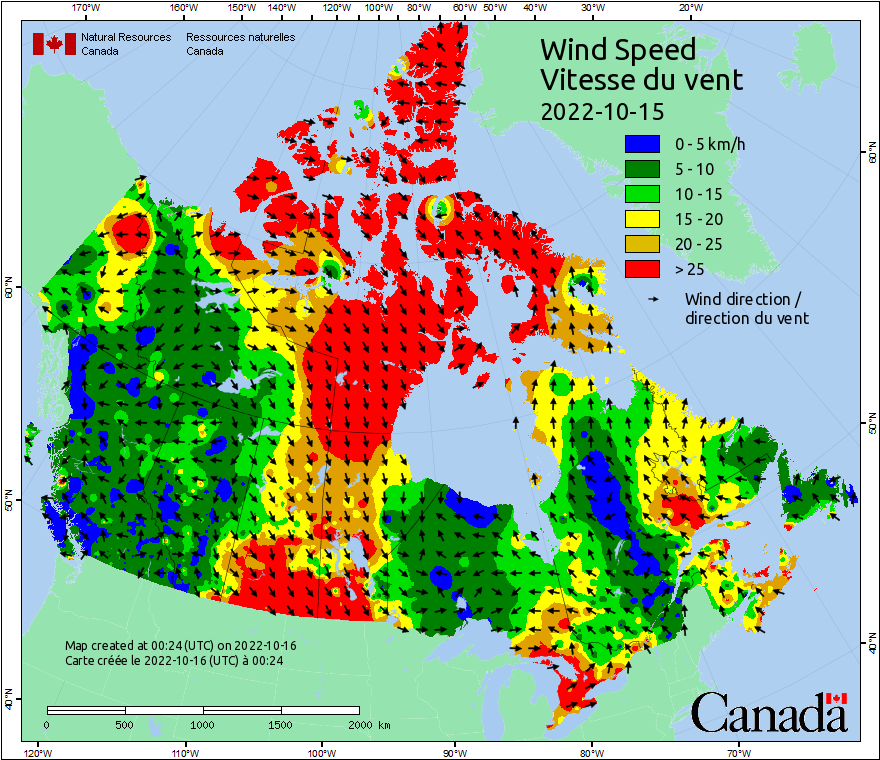 170°W 160°W 150°W 140°W 120°W 100°W 80°W 60°W 50°W 40°W 30°W 20°W
Natural Resources Canada
Ressources naturelles Canada
Wind Speed
Vitesse du vent
2022-10-15
0 - 5 km/h
5 - 10
10 - 15
15 - 20
20 - 25
> 25
Wind direction /
direction du vent
60°N
60°N
50°N
50°N
40°N
40°N
Map created at 00:24 (UTC) on 2022-10-16
Carte créée le 2022-10-16 (UTC) à 00:24
0 500 1000 1500 2000 km
Canada
120°W 110°W 100°W 90°W 80°W 70°W